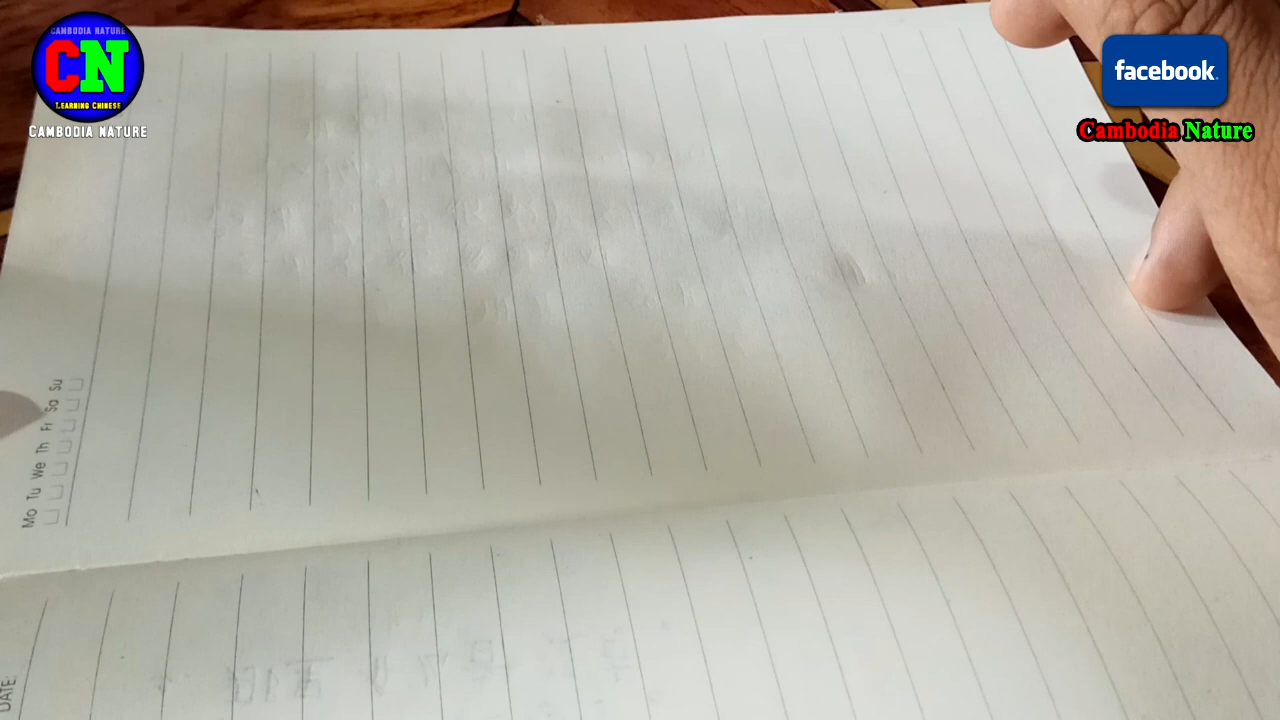 CAMBODIA NATURE
CN
LEARNING CHINESE
CAMBODIA NATURE
facebook
Cambodia Nature
Mo Tu We Th Fr Sa Su
DATE: